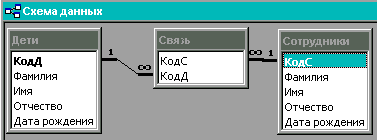 Схема данных
Дети
КодД
Фамилия
Имя
Отчество
Дата рождения
1
∞
Связь
КодС
КодД
∞
1
Сотрудники
КодС
Фамилия
Имя
Отчество
Дата рождения